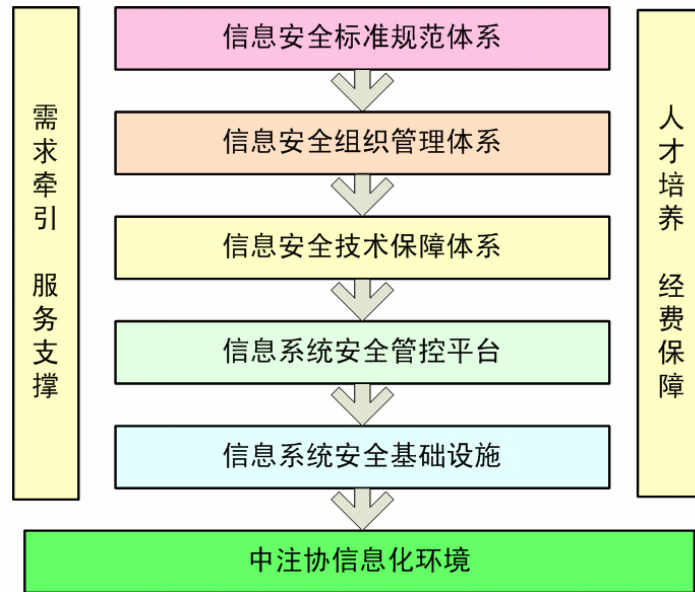 信息安全标准规范体系
信息安全组织管理体系
信息安全技术保障体系
信息系统安全管控平台
信息系统安全基础设施
中注协信息化环境
需求牵引 服务支撑
人才培养 经费保障